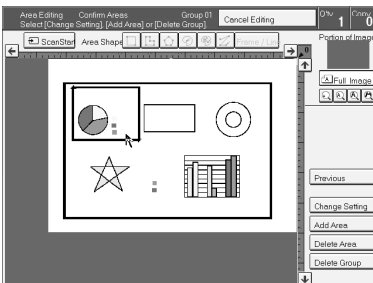 Area Editing Confirm Areas Group 01
Select [Change Setting], [Add Area] or [Delete Group].
Cancel Editing
1 0
ScanStart Area Shape
Portion of Image
Full Image
Previous
Change Setting
Add Area
Delete Area
Delete Group